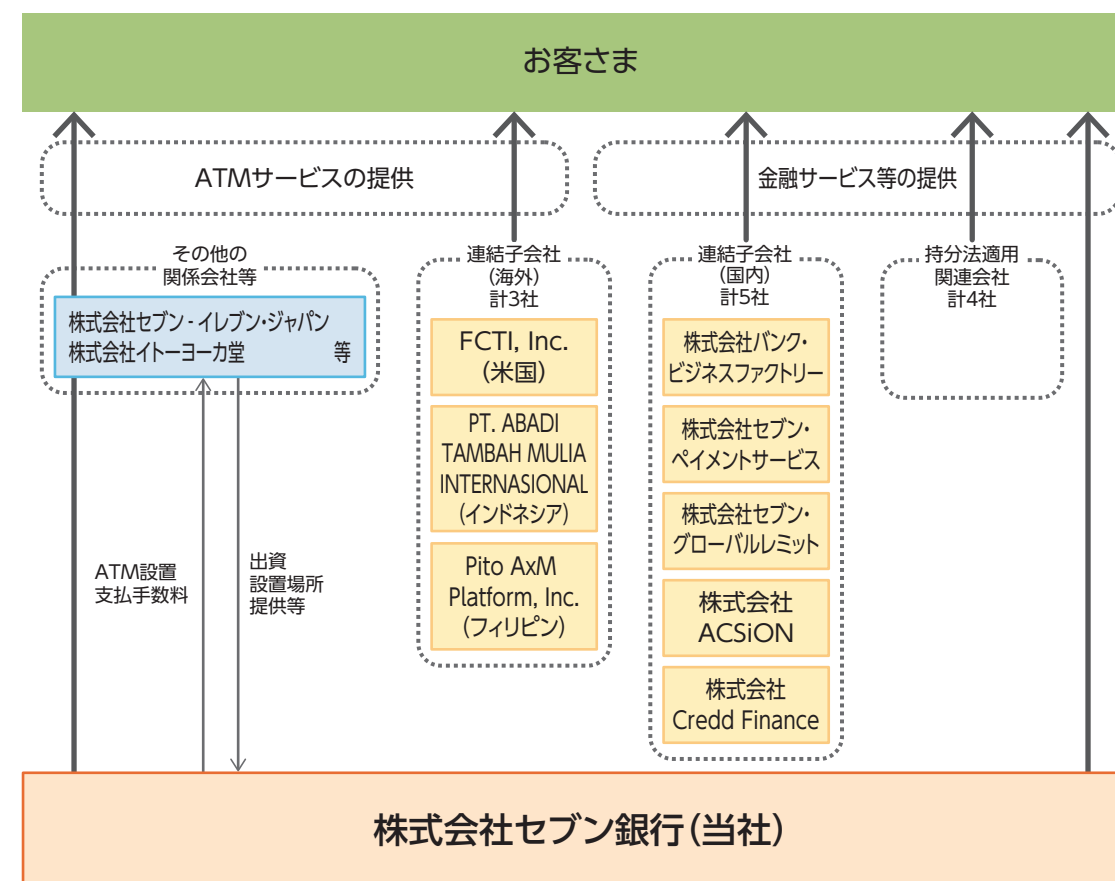 お客さま
ATMサービスの提供
金融サービス等の提供
その他の
関係会社等
株式会社セブン‐イレブン・ジャパン
株式会社イトーヨーカ堂 等
ATM設置
支払手数料
出資
設置場所
提供等
連結子会社
(海外)
計3社
FCTI, Inc.
(米国)
PT. ABADI
TAMBAH MULIA
INTERNASIONAL
(インドネシア)
Pito AxM
Platform, Inc.
(フィリピン)
連結子会社
(国内)
計5社
株式会社バンク・
ビジネスファクトリー
株式会社セブン・
ペイメントサービス
株式会社セブン・
グローバルレミット
株式会社
ACSiON
株式会社
Credd Finance
持分法適用
関連会社
計4社
株式会社セブン銀行(当社)